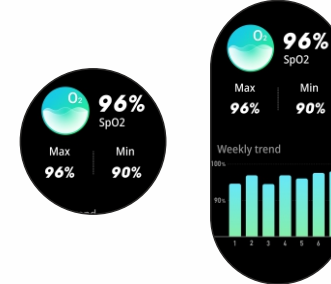 O₂
96%
SpO2
Max Min
96% 90%
O₂
96%
SpO2
Max Min
96% 90%
Weekly trend
100%
90%
1 2 3 4 5 6